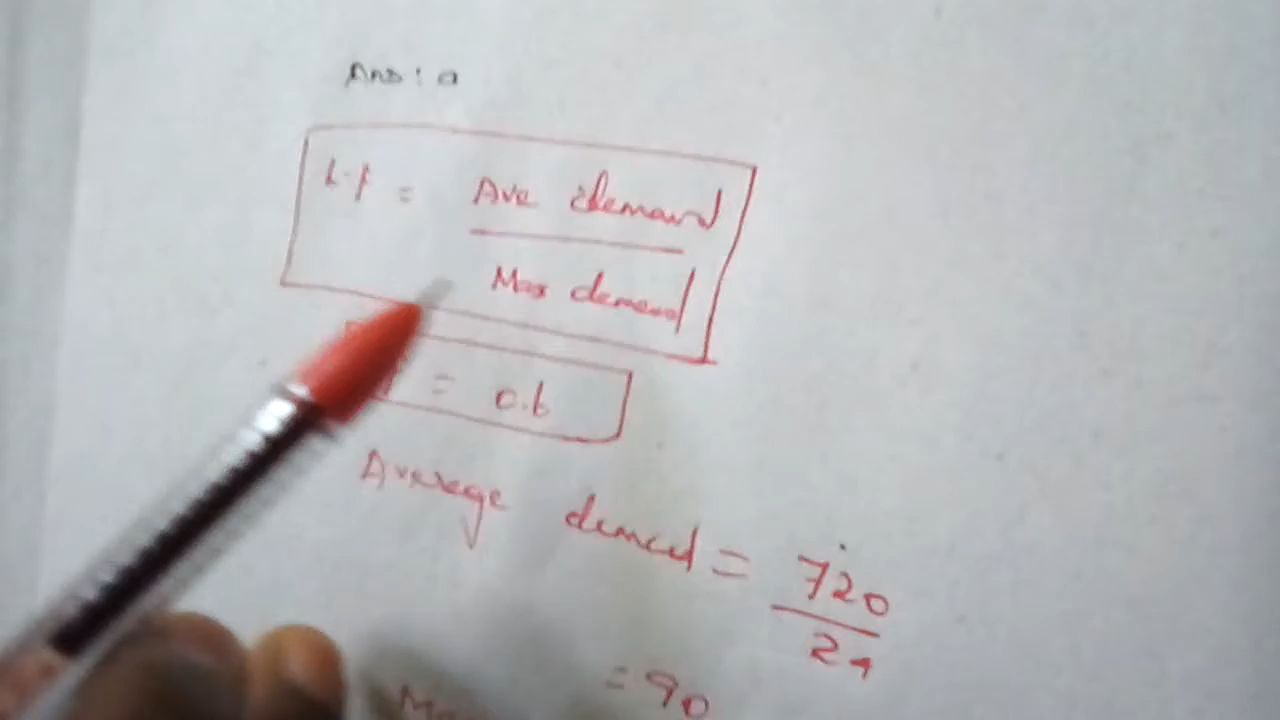 Ans: a
L.f = Ave demand
Max demand
= 0.6
Average demand = 720
24
= 90